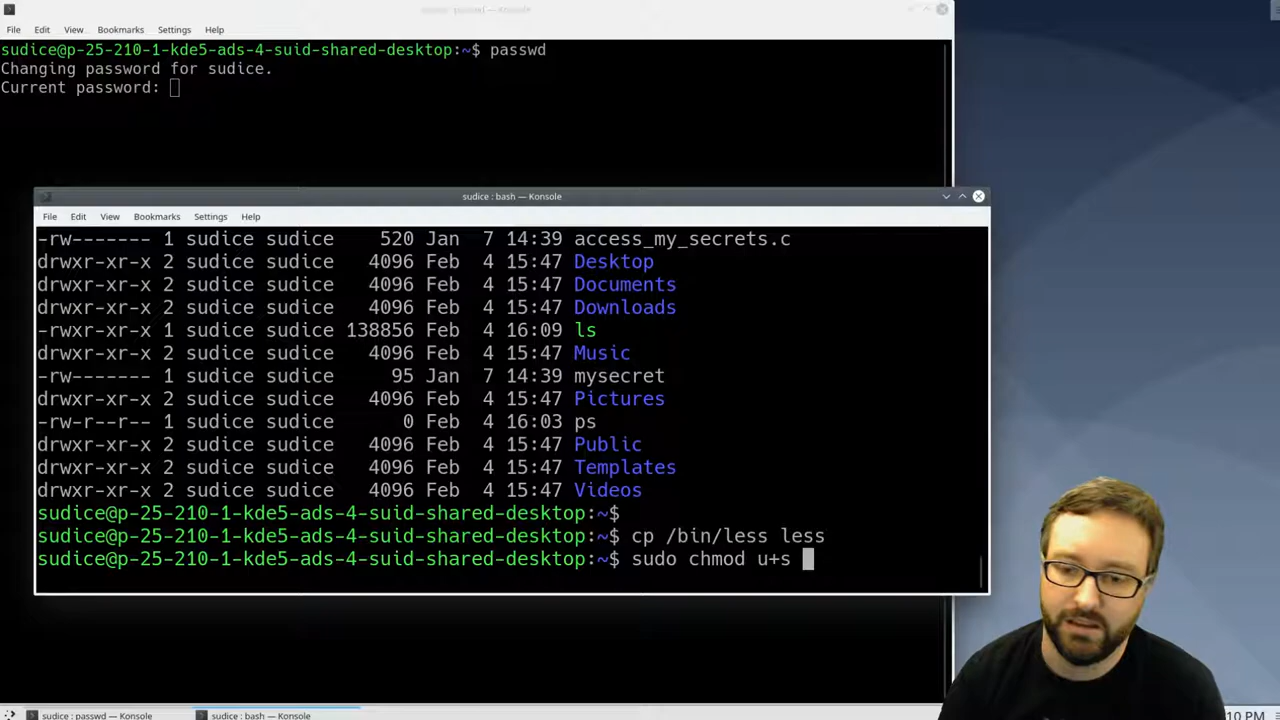 File Edit View Bookmarks Settings Help
sudice@p-25-210-1-kde5-ads-4-suid-shared-desktop:~$ passwd
Changing password for sudice.
Current password:
sudice : bash — Konsole
File Edit View Bookmarks Settings Help
-rw------- 1 sudice sudice 520 Jan 7 14:39 access_my_secrets.c
drwxr-xr-x 2 sudice sudice 4096 Feb 4 15:47 Desktop
drwxr-xr-x 2 sudice sudice 4096 Feb 4 15:47 Documents
drwxr-xr-x 2 sudice sudice 4096 Feb 4 15:47 Downloads
-rwxr-xr-x 1 sudice sudice 138856 Feb 4 16:09 ls
drwxr-xr-x 2 sudice sudice 4096 Feb 4 15:47 Music
-rw------- 1 sudice sudice 95 Jan 7 14:39 mysecret
drwxr-xr-x 2 sudice sudice 4096 Feb 4 15:47 Pictures
-rw-r--r-- 1 sudice sudice 0 Feb 4 16:03 ps
drwxr-xr-x 2 sudice sudice 4096 Feb 4 15:47 Public
drwxr-xr-x 2 sudice sudice 4096 Feb 4 15:47 Templates
drwxr-xr-x 2 sudice sudice 4096 Feb 4 15:47 Videos
sudice@p-25-210-1-kde5-ads-4-suid-shared-desktop:~$
sudice@p-25-210-1-kde5-ads-4-suid-shared-desktop:~$ cp /bin/less less
sudice@p-25-210-1-kde5-ads-4-suid-shared-desktop:~$ sudo chmod u+s
sudice : passwd — Konsole sudice : bash — Konsole 10 PM